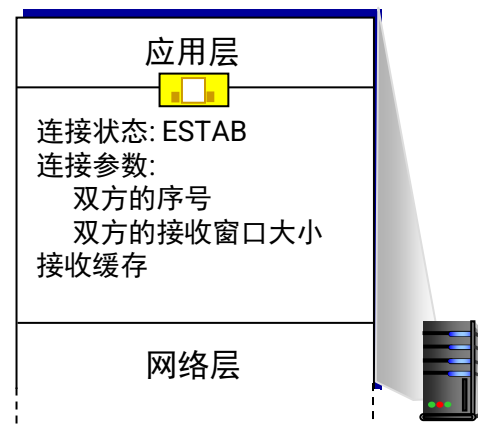 应用层
连接状态: ESTAB
连接参数:
双方的序号
双方的接收窗口大小
接收缓存
网络层